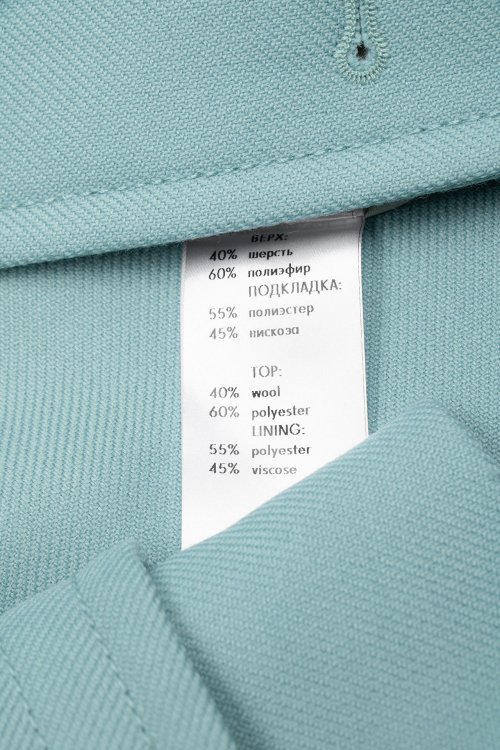 ВЕРХ:
40% шерсть
60% полиэфир
ПОДКЛАДКА:
55% полиэстер
45% вискоза
TOP:
40% wool
60% polyester
LINING:
55% polyester
45% viscose